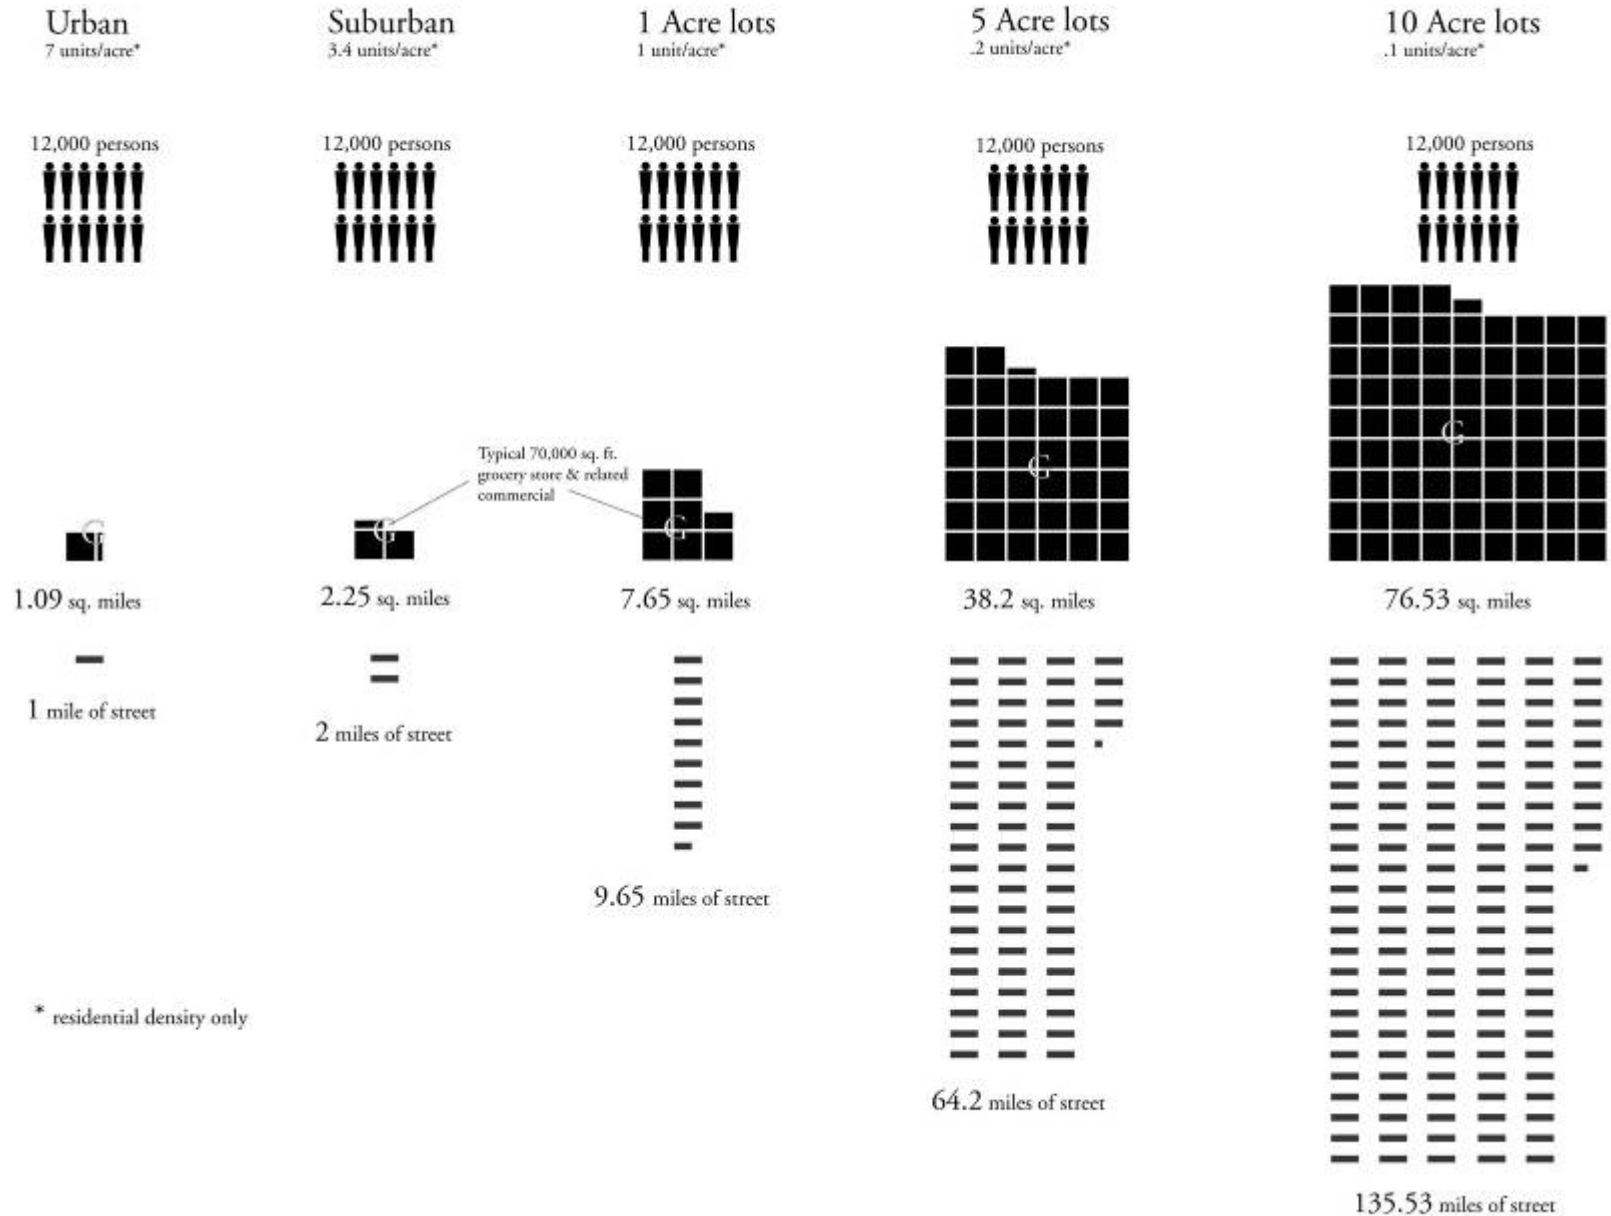 Urban
7 units/acre*
Suburban
3.4 units/acre*
1 Acre lots
1 unit/acre*
5 Acre lots
.2 units/acre*
10 Acre lots
.1 units/acre*
12,000 persons
12,000 persons
12,000 persons
12,000 persons
12,000 persons
Typical 70,000 sq. ft.
grocery store & related
commercial
G
G
G
G
G
1.09 sq. miles
2.25 sq. miles
7.65 sq. miles
38.2 sq. miles
76.53 sq. miles
1 mile of street
2 miles of street
9.65 miles of street
64.2 miles of street
135.53 miles of street
* residential density only